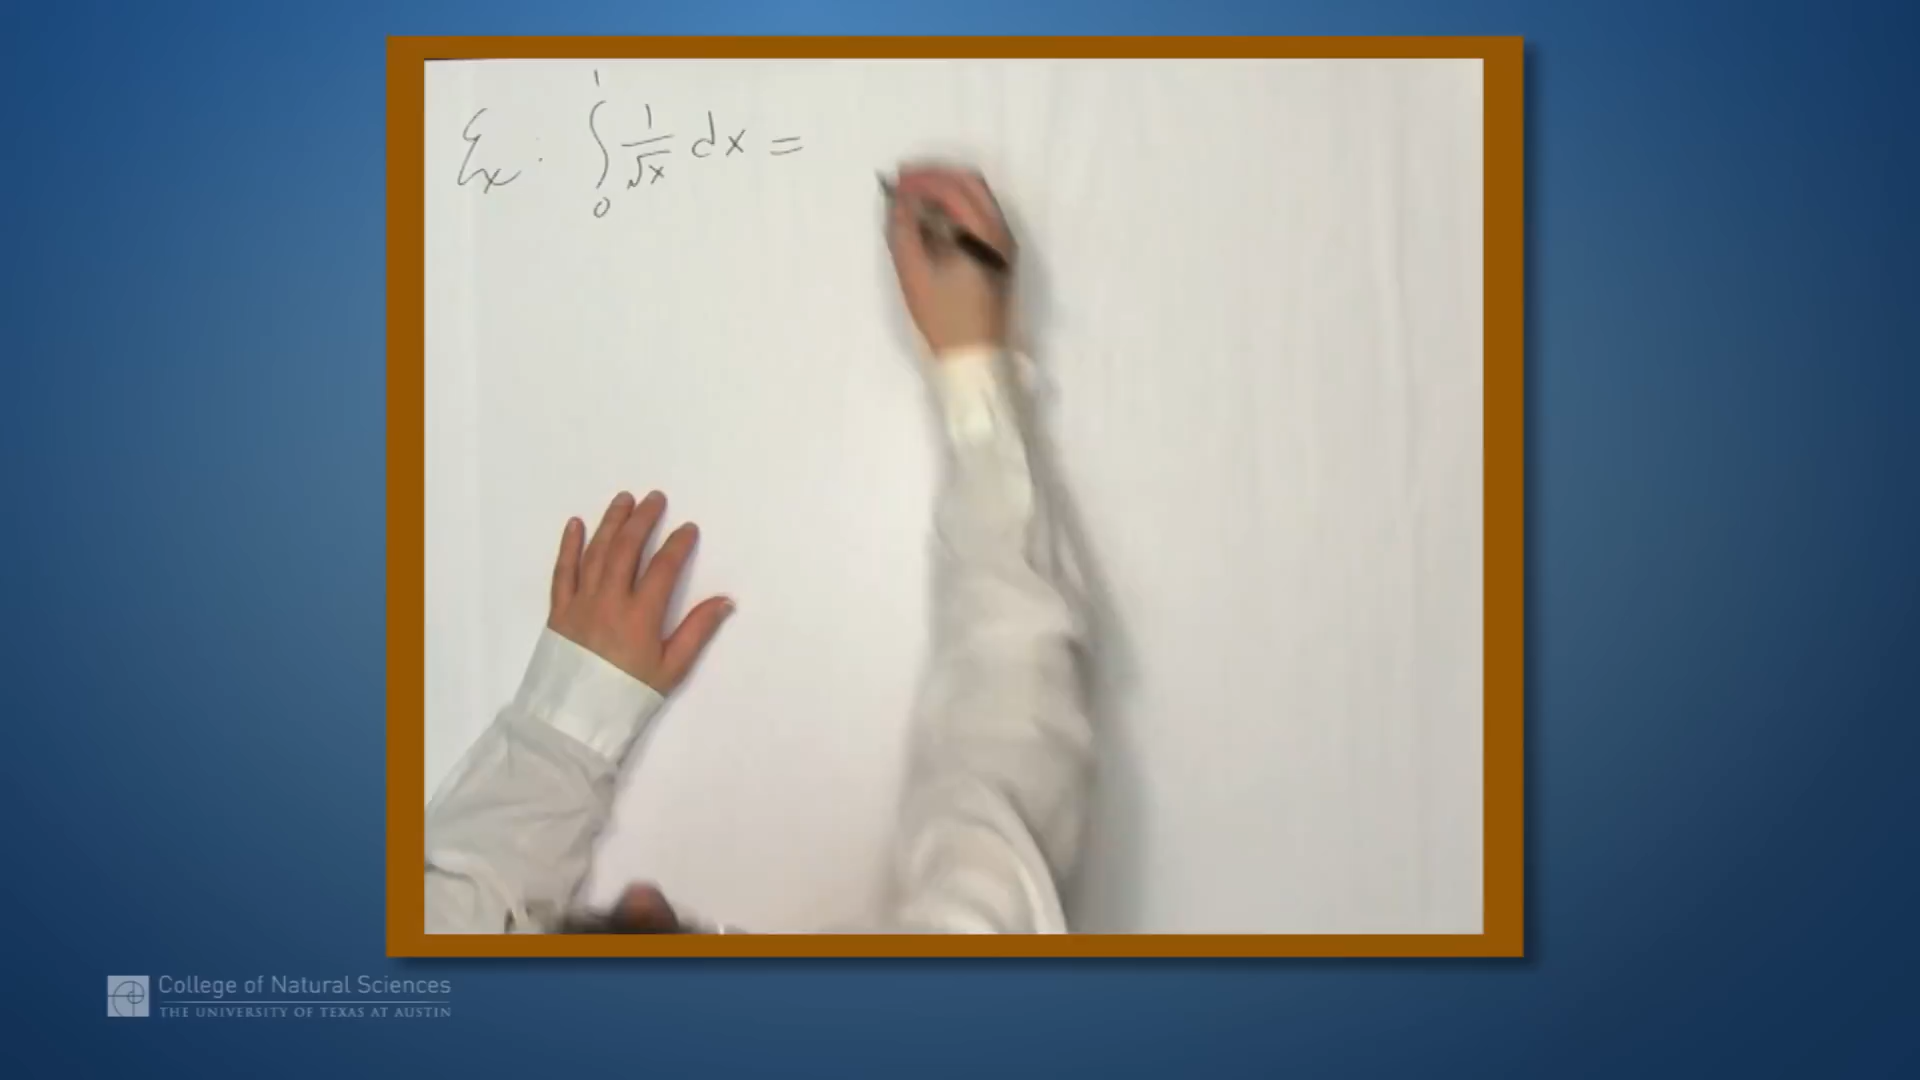 Ex: ∫₀¹ 1/√x dx =
College of Natural Sciences
THE UNIVERSITY OF TEXAS AT AUSTIN